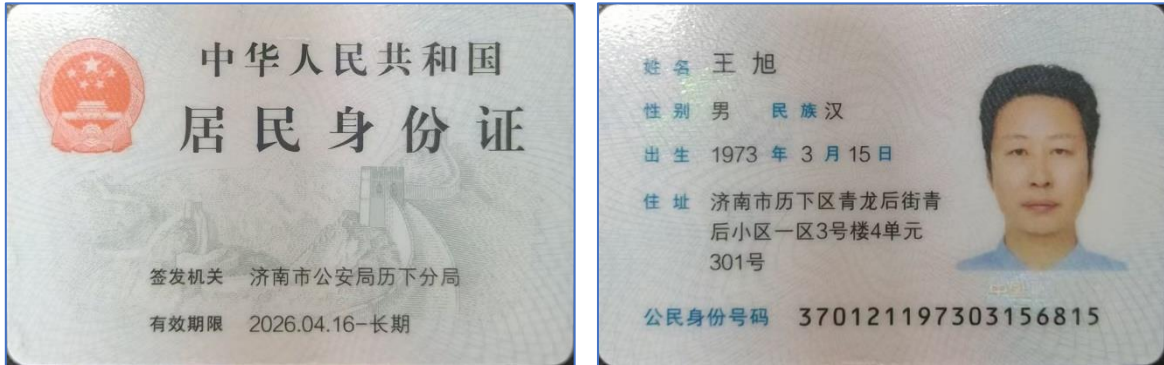 中华人民共和国
居民身份证
签发机关 济南市公安局历下分局
有效期限 2026.04.16-长期
姓名 王旭
性别 男 民族 汉
出生 1973 年 3 月 15 日
住址 济南市历下区青龙后街青
后小区一区3号楼4单元
301号
公民身份号码 370121197303156815